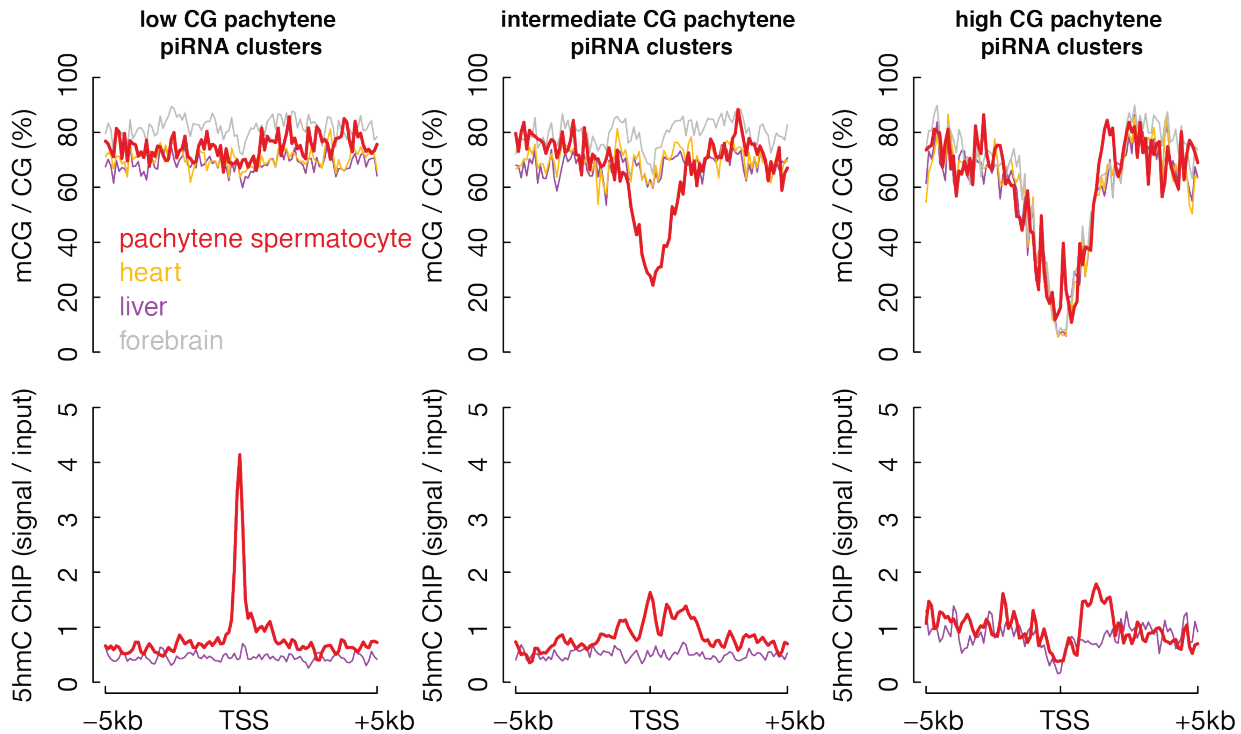 low CG pachytene
piRNA clusters
intermediate CG pachytene
piRNA clusters
high CG pachytene
piRNA clusters
mCG / CG (%)
100
80
60
40
20
0
pachytene spermatocyte
heart
liver
forebrain
mCG / CG (%)
100
80
60
40
20
0
mCG / CG (%)
100
80
60
40
20
0
5hmC ChIP (signal / input)
5
4
3
2
1
0
−5kb TSS +5kb
5hmC ChIP (signal / input)
5
4
3
2
1
0
−5kb TSS +5kb
5hmC ChIP (signal / input)
5
4
3
2
1
0
−5kb TSS +5kb